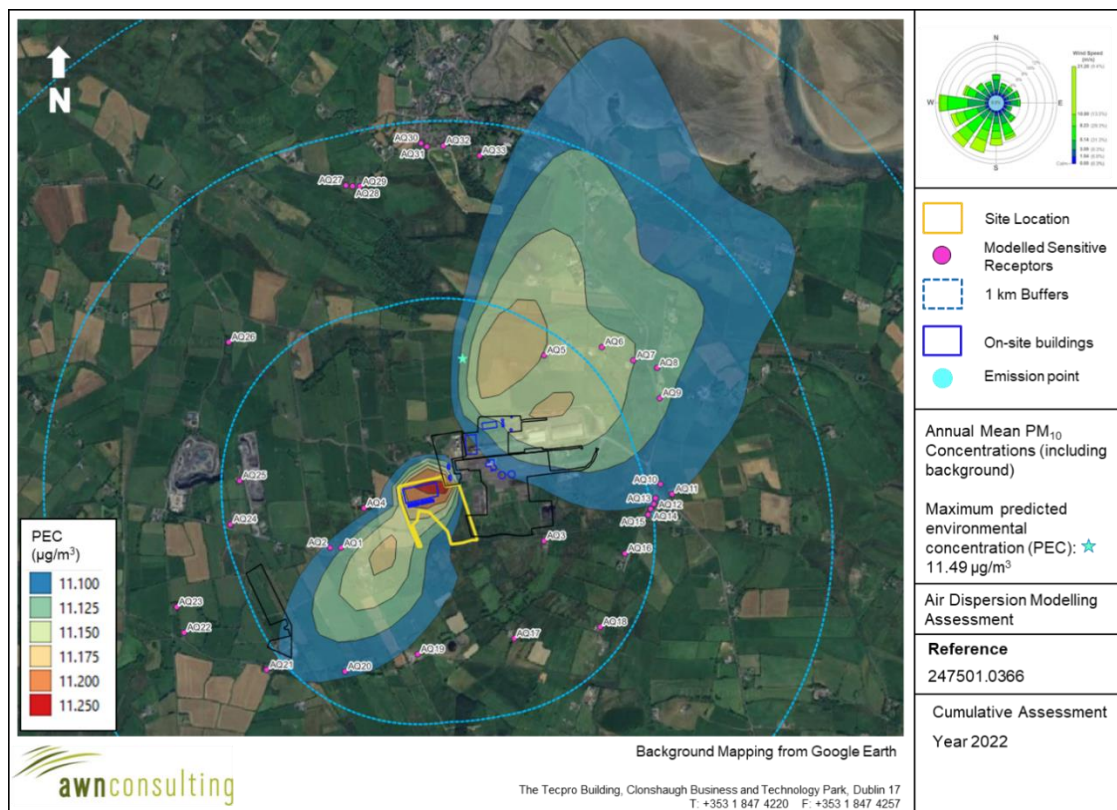 N
AQ30
AQ32
AQ31
AQ33
AQ27
AQ29
AQ28
AQ26
AQ5
AQ6
AQ7
AQ8
AQ9
AQ25
AQ4
AQ10
AQ11
AQ13
AQ12
AQ15
AQ14
AQ24
AQ2
AQ1
AQ3
AQ16
AQ23
AQ22
AQ17
AQ18
AQ19
AQ21
AQ20
PEC
(µg/m³)
11.100
11.125
11.150
11.175
11.200
11.250
N
W
E
S
Wind Speed
(m/s)
Site Location
Modelled Sensitive
Receptors
1 km Buffers
On-site buildings
Emission point
Annual Mean PM₁₀
Concentrations (including
background)
Maximum predicted
environmental
concentration (PEC):
11.49 µg/m³
Air Dispersion Modelling
Assessment
Reference
247501.0366
Cumulative Assessment
Year 2022
Background Mapping from Google Earth
awnconsulting
The Tecpro Building, Clonshaugh Business and Technology Park, Dublin 17
T: +353 1 847 4220 F: +353 1 847 4257